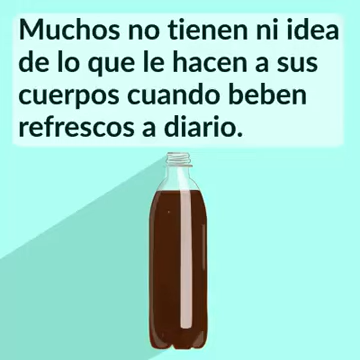 Muchos no tienen ni idea
de lo que le hacen a sus
cuerpos cuando beben
refrescos a diario.